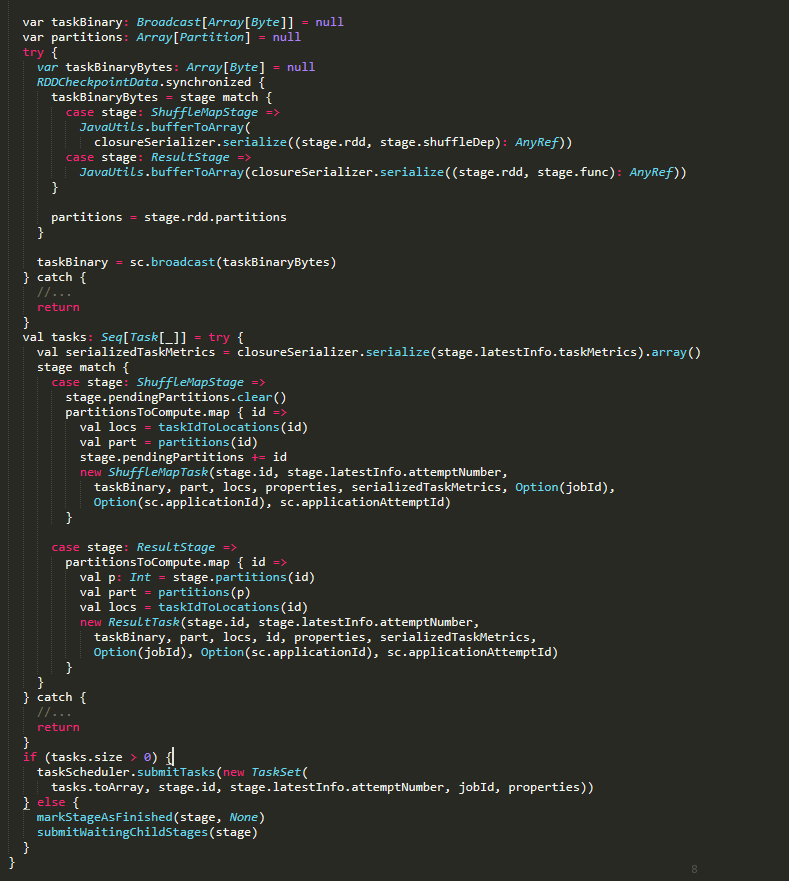 var taskBinary: Broadcast[Array[Byte]] = null
var partitions: Array[Partition] = null
try {
  var taskBinaryBytes: Array[Byte] = null
  RDDCheckpointData.synchronized {
    taskBinaryBytes = stage match {
      case stage: ShuffleMapStage =>
        JavaUtils.bufferToArray(
          closureSerializer.serialize((stage.rdd, stage.shuffleDep): AnyRef))
      case stage: ResultStage =>
        JavaUtils.bufferToArray(closureSerializer.serialize((stage.rdd, stage.func): AnyRef))
    }

    partitions = stage.rdd.partitions
  }

  taskBinary = sc.broadcast(taskBinaryBytes)
} catch {
  //...
  return
}
val tasks: Seq[Task[_]] = try {
  val serializedTaskMetrics = closureSerializer.serialize(stage.latestInfo.taskMetrics).array()
  stage match {
    case stage: ShuffleMapStage =>
      stage.pendingPartitions.clear()
      partitionsToCompute.map { id =>
        val locs = taskIdToLocations(id)
        val part = partitions(id)
        stage.pendingPartitions += id
        new ShuffleMapTask(stage.id, stage.latestInfo.attemptNumber,
          taskBinary, part, locs, properties, serializedTaskMetrics, Option(jobId),
          Option(sc.applicationId), sc.applicationAttemptId)
      }

    case stage: ResultStage =>
      partitionsToCompute.map { id =>
        val p: Int = stage.partitions(id)
        val part = partitions(p)
        val locs = taskIdToLocations(id)
        new ResultTask(stage.id, stage.latestInfo.attemptNumber,
          taskBinary, part, locs, id, properties, serializedTaskMetrics,
          Option(jobId), Option(sc.applicationId), sc.applicationAttemptId)
      }
  }
} catch {
  //...
  return
}
if (tasks.size > 0) {
  taskScheduler.submitTasks(new TaskSet(
    tasks.toArray, stage.id, stage.latestInfo.attemptNumber, jobId, properties))
} else {
  markStageAsFinished(stage, None)
  submitWaitingChildStages(stage)
}
}
8